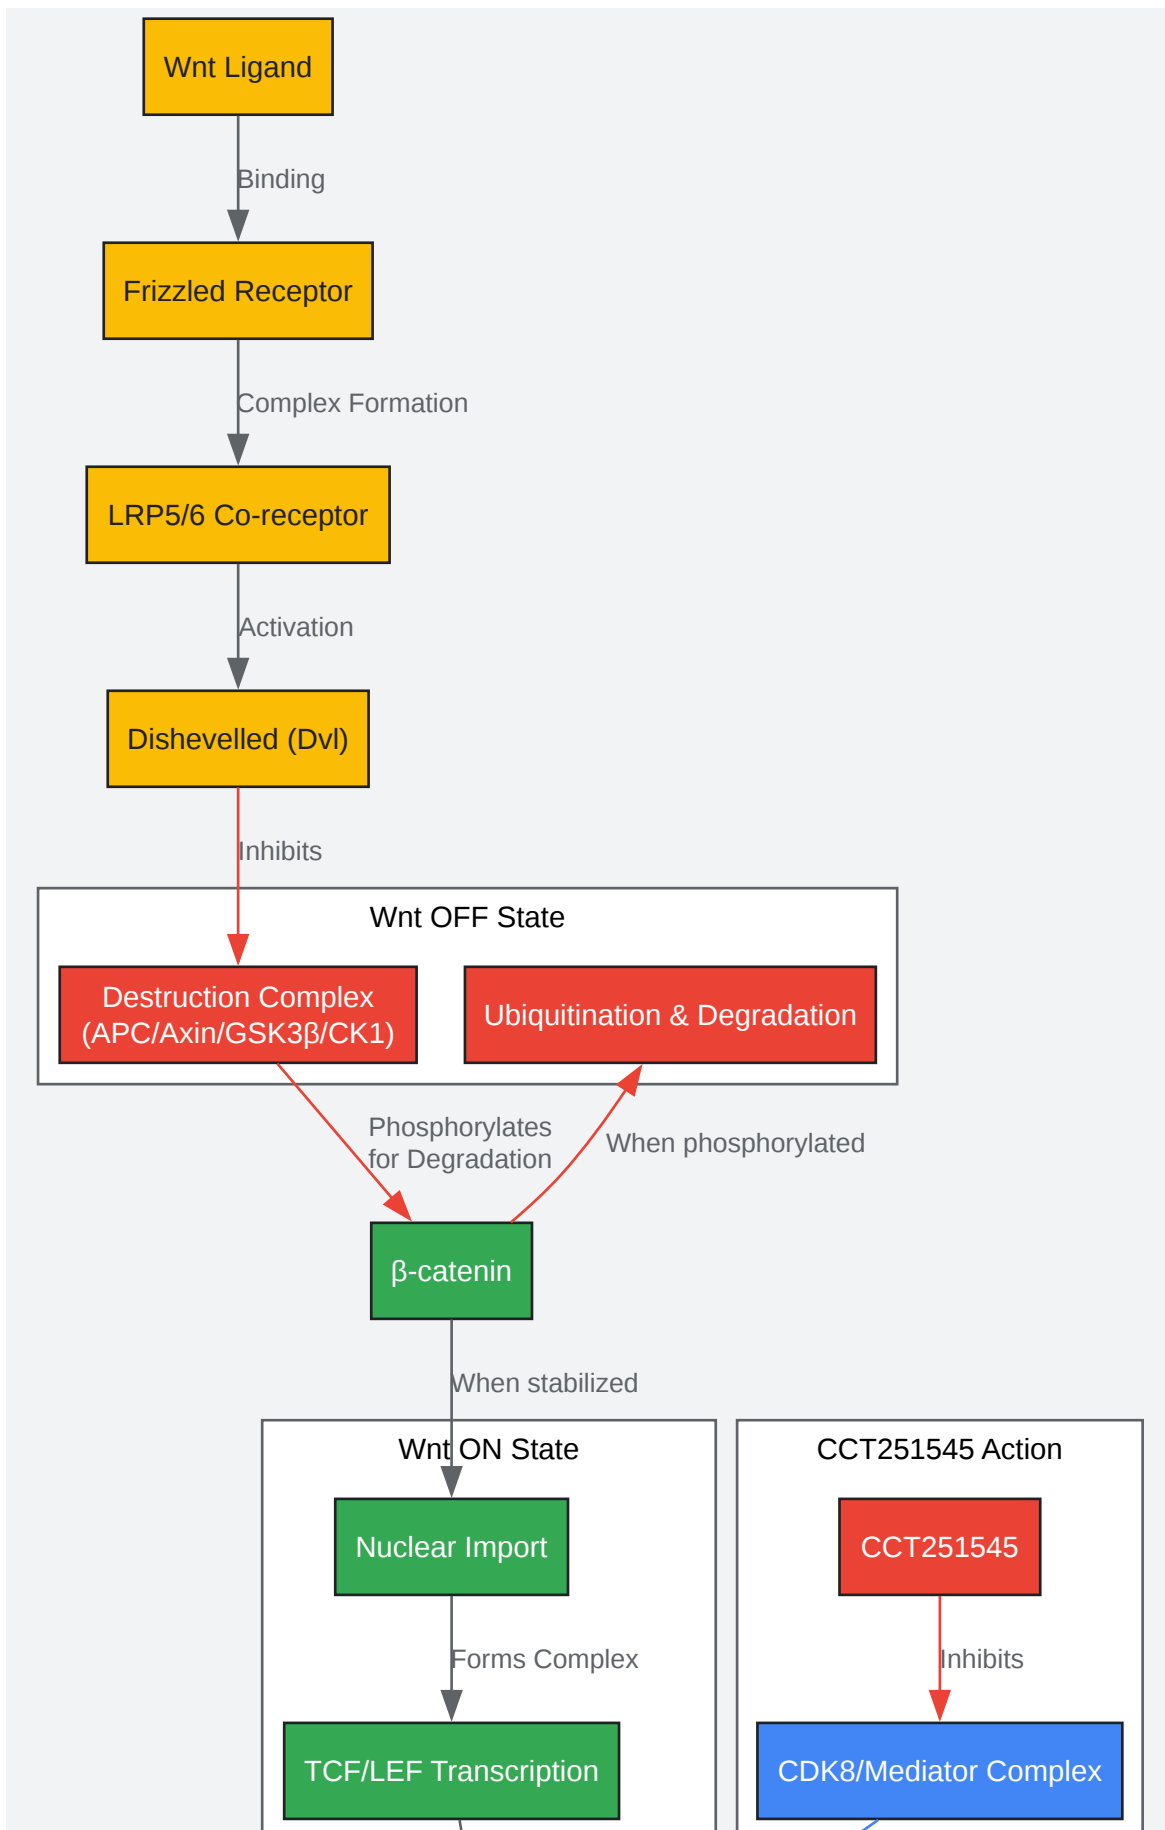 Wnt Ligand
Binding
Frizzled Receptor
Complex Formation
LRP5/6 Co-receptor
Activation
Dishevelled (Dvl)
Inhibits
Wnt OFF State
Destruction Complex
(APC/Axin/GSK3β/CK1)
Ubiquitination & Degradation
Phosphorylates
for Degradation
When phosphorylated
β-catenin
When stabilized
Wnt ON State
Nuclear Import
Forms Complex
TCF/LEF Transcription
CCT251545 Action
CCT251545
Inhibits
CDK8/Mediator Complex